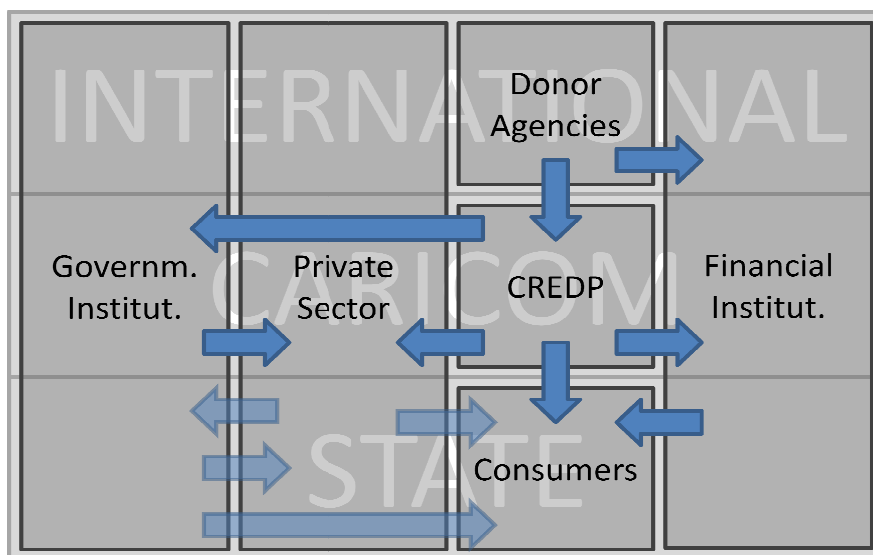 INTERNATIONAL
Donor
Agencies
CARICOM
Governm.
Institut.
Private
Sector
CREDP
Financial
Institut.
STATE
Consumers